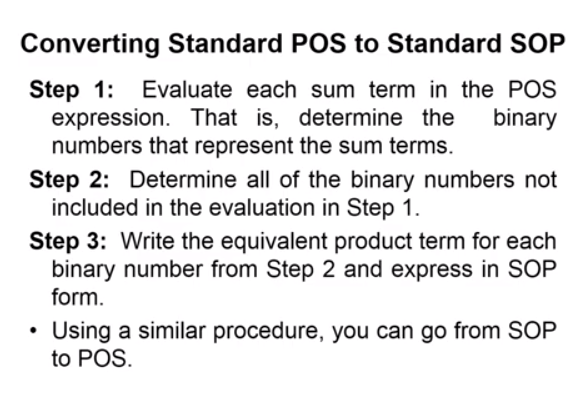 Converting Standard POS to Standard SOP
Step 1: Evaluate each sum term in the POS
expression. That is, determine the binary
numbers that represent the sum terms.
Step 2: Determine all of the binary numbers not
included in the evaluation in Step 1.
Step 3: Write the equivalent product term for each
binary number from Step 2 and express in SOP
form.
• Using a similar procedure, you can go from SOP
to POS.